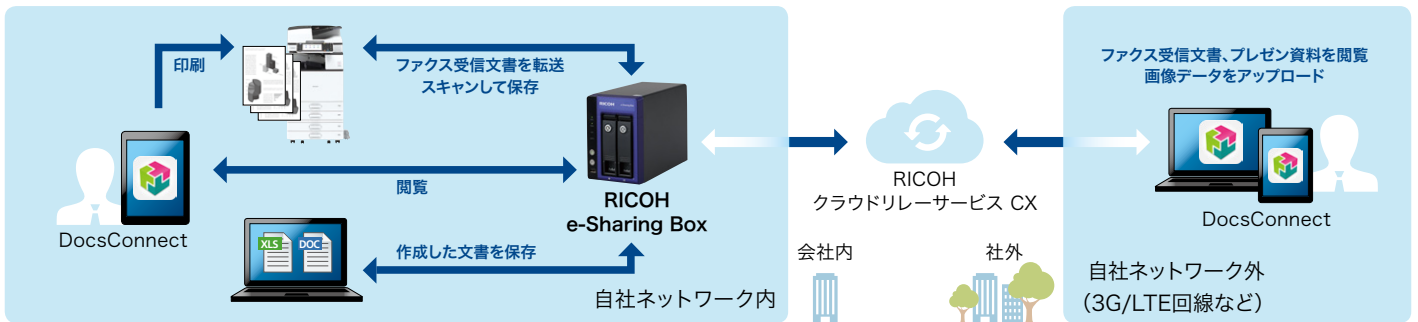 印刷
ファクス受信文書を転送
スキャンして保存
RICOH
DocsConnect
閲覧
RICOH
e-Sharing Box
XLS
DOC
作成した文書を保存
自社ネットワーク内
RICOH
クラウドリレーサービス CX
会社内
社外
ファクス受信文書、プレゼン資料を閲覧
画像データをアップロード
DocsConnect
自社ネットワーク外
（3G/LTE回線など）